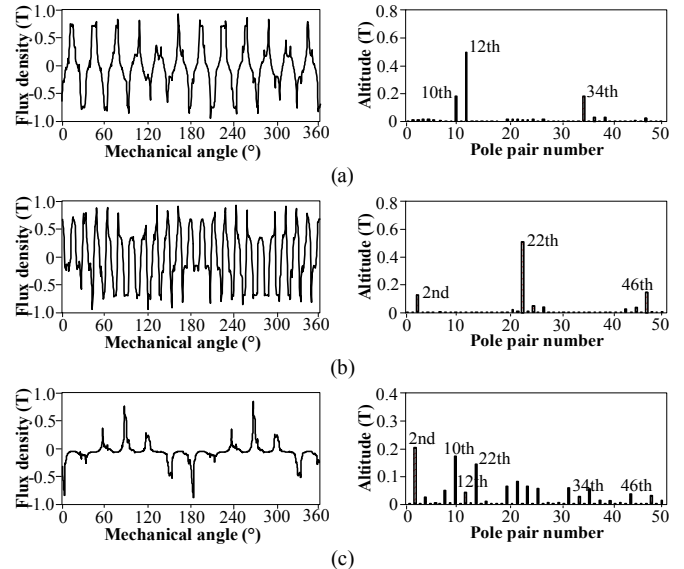 Flux density (T)
1.0
0.5
0
-0.5
-1.0
0 60 120 180 240 300 360
Mechanical angle (°)
Altitude (T)
0.8
0.6
0.4
0.2
0
12th
10th
34th
0 10 20 30 40 50
Pole pair number
(a)
Flux density (T)
1.0
0.5
0
-0.5
-1.0
0 60 120 180 240 300 360
Mechanical angle (°)
Altitude (T)
0.8
0.6
0.4
0.2
0
22th
2nd
46th
0 10 20 30 40 50
Pole pair number
(b)
Flux density (T)
1.0
0.5
0
-0.5
-1.0
0 60 120 180 240 300 360
Mechanical angle (°)
Altitude (T)
0.4
0.3
0.2
0.1
0
2nd
10th
22th
12th
34th
46th
0 10 20 30 40 50
Pole pair number
(c)